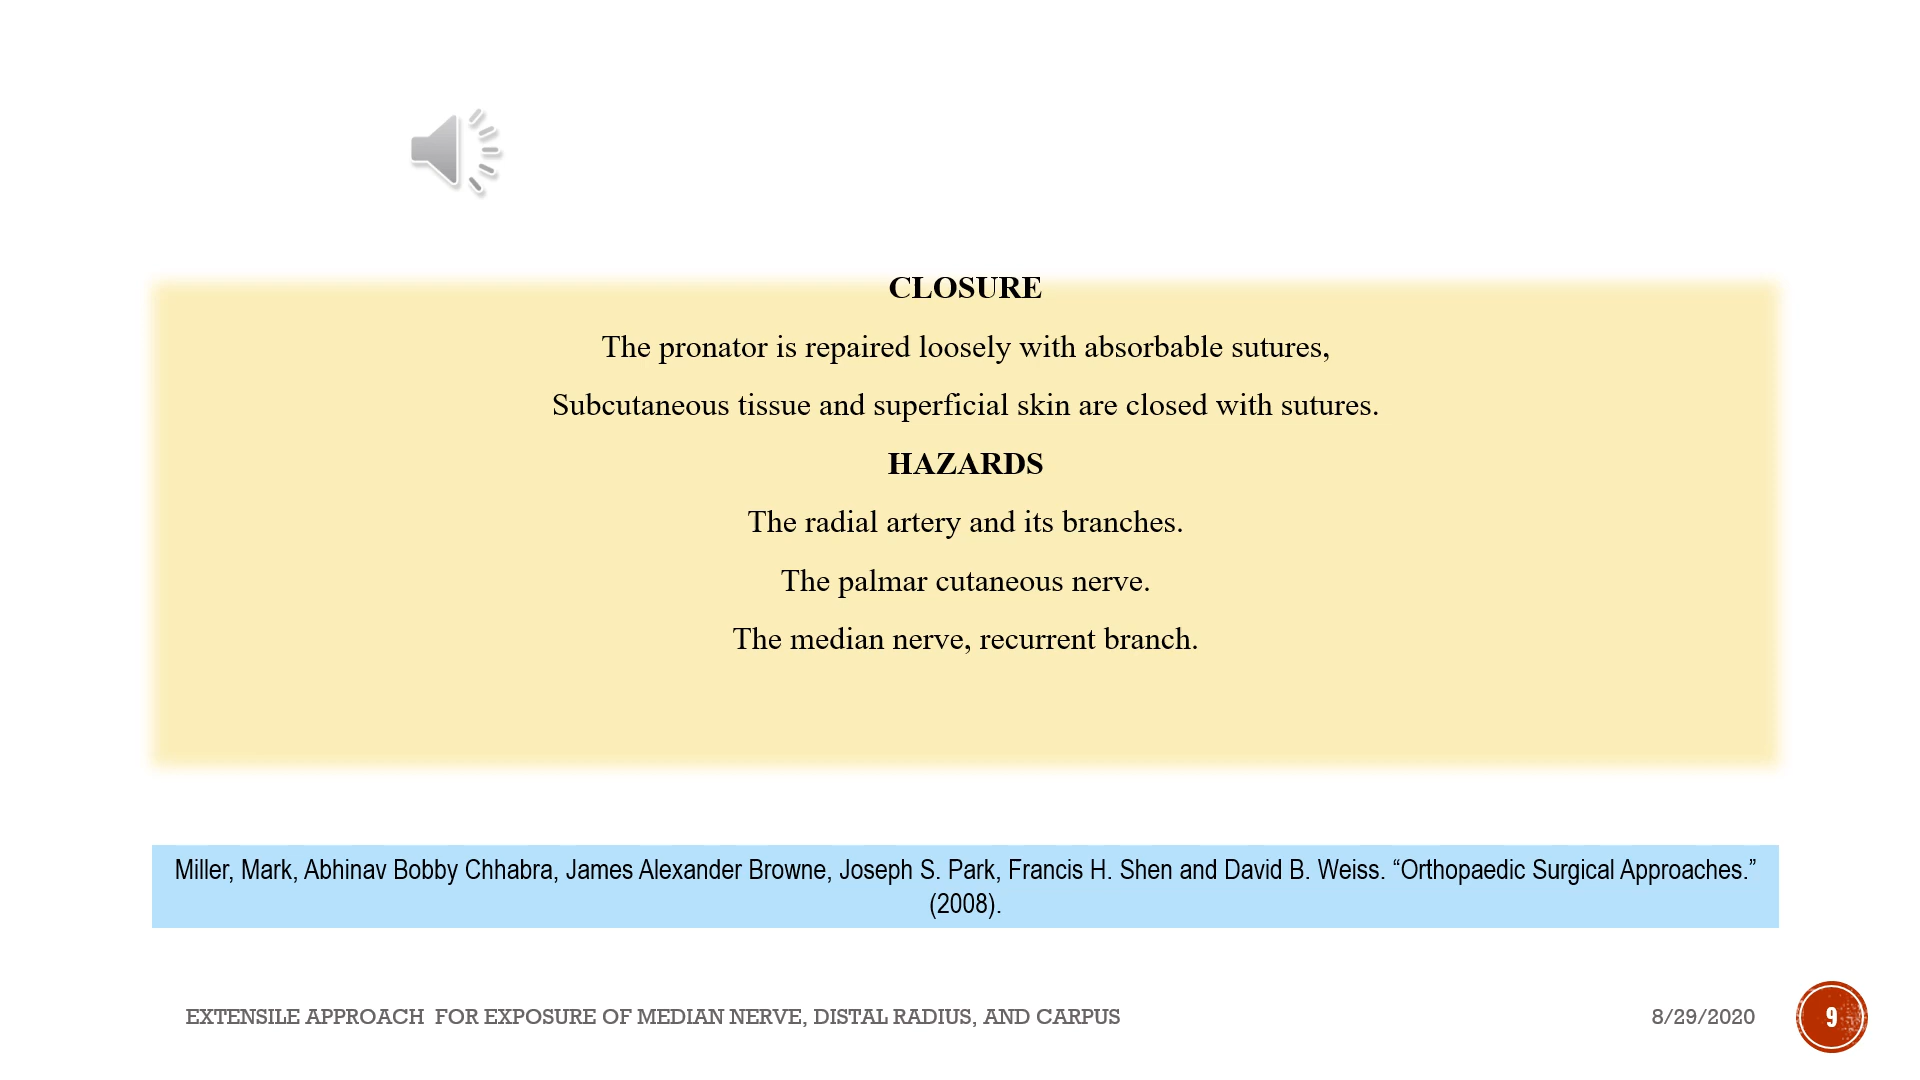 CLOSURE
The pronator is repaired loosely with absorbable sutures,
Subcutaneous tissue and superficial skin are closed with sutures.
HAZARDS
The radial artery and its branches.
The palmar cutaneous nerve.
The median nerve, recurrent branch.
Miller, Mark, Abhinav Bobby Chhabra, James Alexander Browne, Joseph S. Park, Francis H. Shen and David B. Weiss. “Orthopaedic Surgical Approaches.”
(2008).
EXTENSILE APPROACH  FOR EXPOSURE OF MEDIAN NERVE, DISTAL RADIUS, AND CARPUS
8/29/2020
9